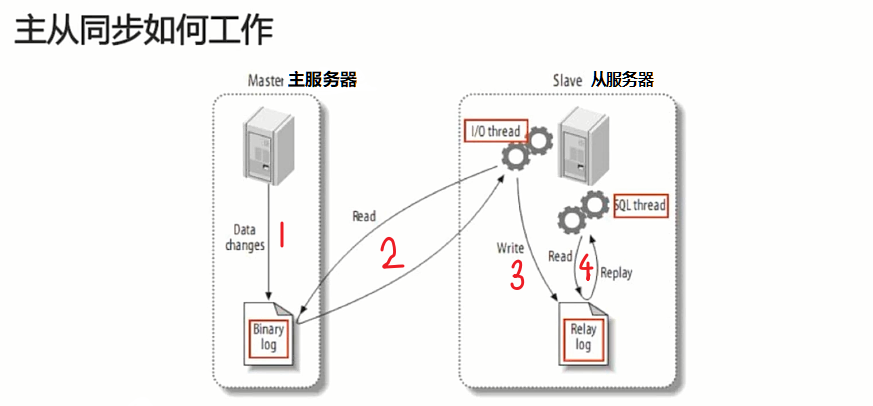 主从同步如何工作
Master 主服务器
Slave 从服务器
I/O thread
SQL thread
Data
changes
1
Read
2
Write
3
Read
4
Replay
Binary
log
Relay
log